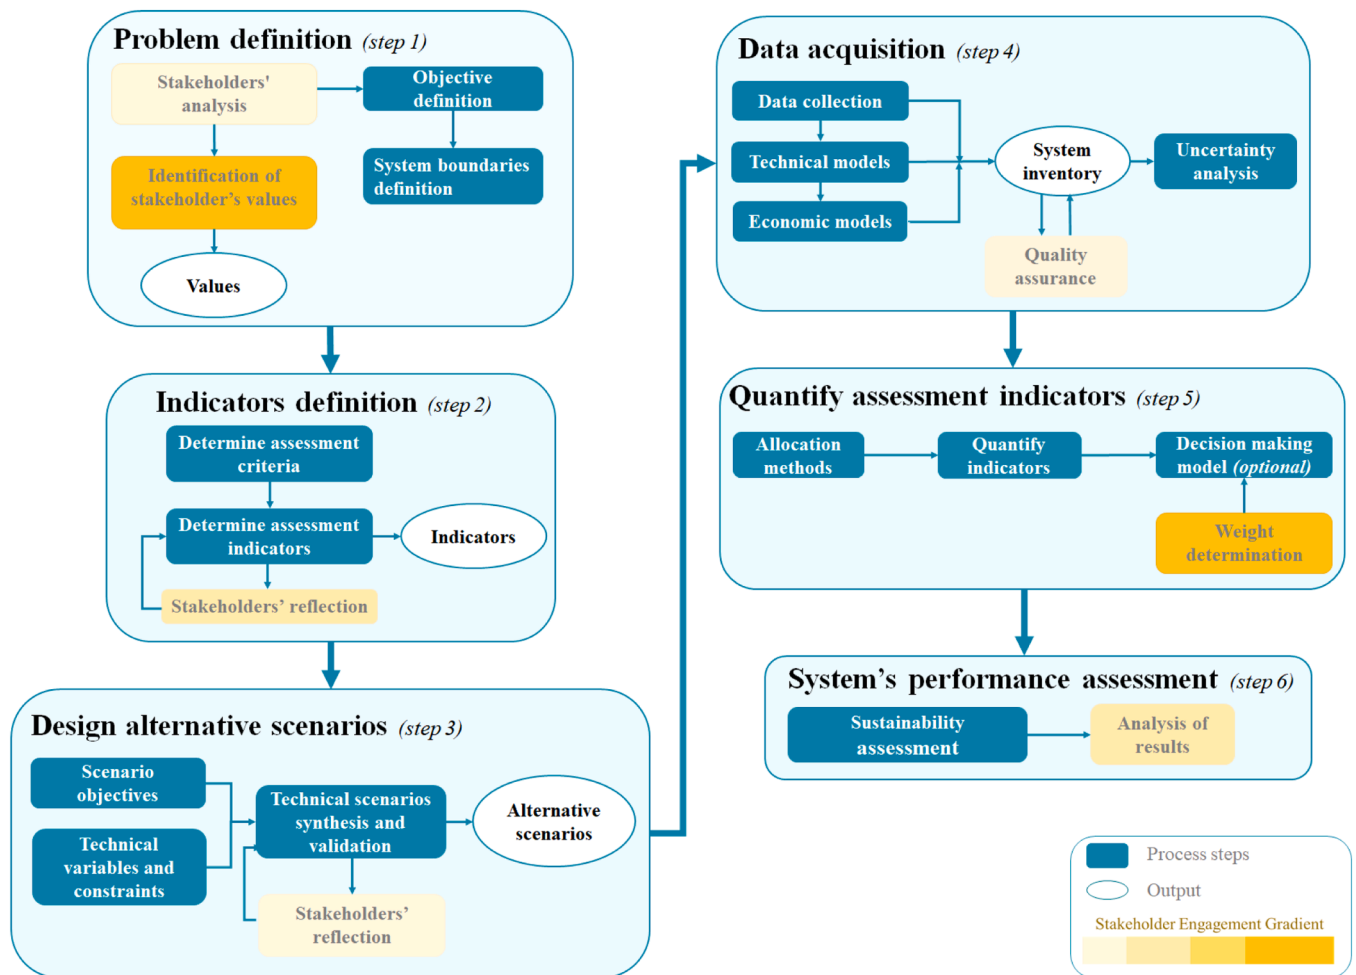 Problem definition (step 1)
Stakeholders'
analysis
Objective
definition
Identification of
stakeholder’s values
System boundaries
definition
Values
Indicators definition (step 2)
Determine assessment
criteria
Determine assessment
indicators
Indicators
Stakeholders’ reflection
Design alternative scenarios (step 3)
Scenario
objectives
Technical
variables and
constraints
Technical scenarios
synthesis and
validation
Alternative
scenarios
Stakeholders’
reflection
Data acquisition (step 4)
Data collection
Technical models
Economic models
System
inventory
Uncertainty
analysis
Quality
assurance
Quantify assessment indicators (step 5)
Allocation
methods
Quantify
indicators
Decision making
model (optional)
Weight
determination
System’s performance assessment (step 6)
Sustainability
assessment
Analysis of
results
Process steps
Output
Stakeholder Engagement Gradient